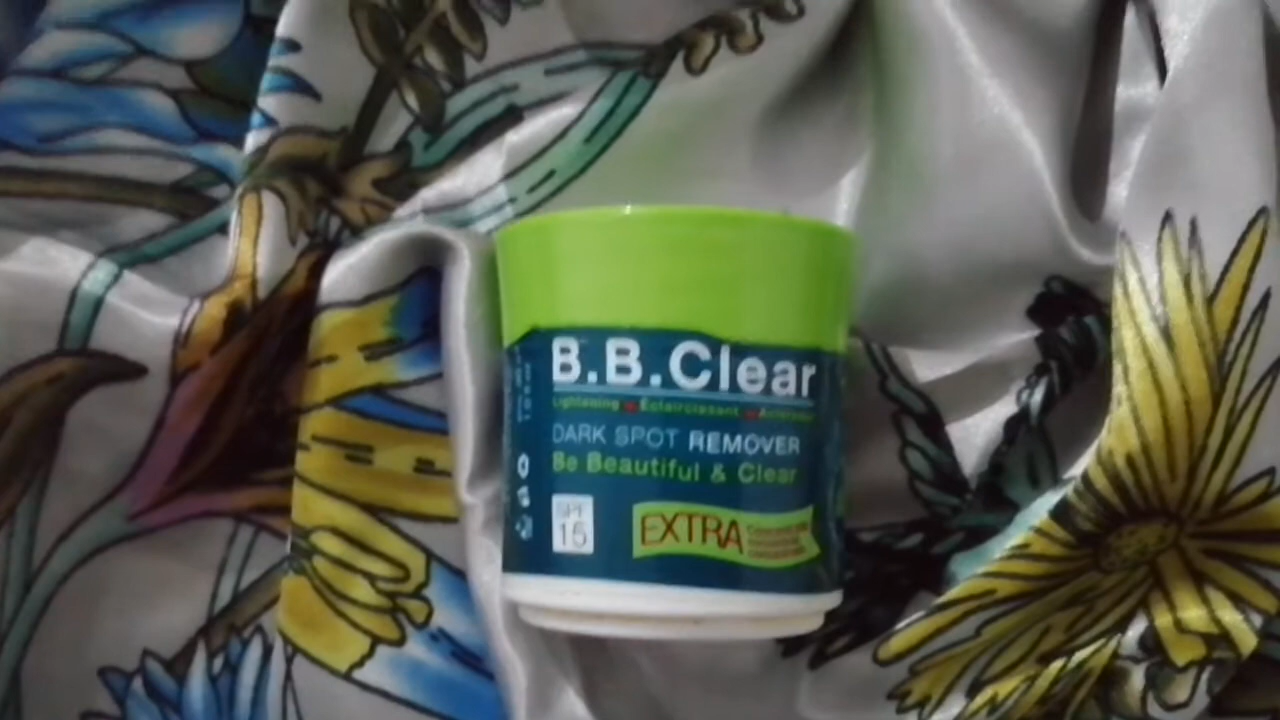 B.B.Clear
Lightening Eclaircissant
DARK SPOT REMOVER
Be Beautiful & Clear
SPF
15
EXTRA